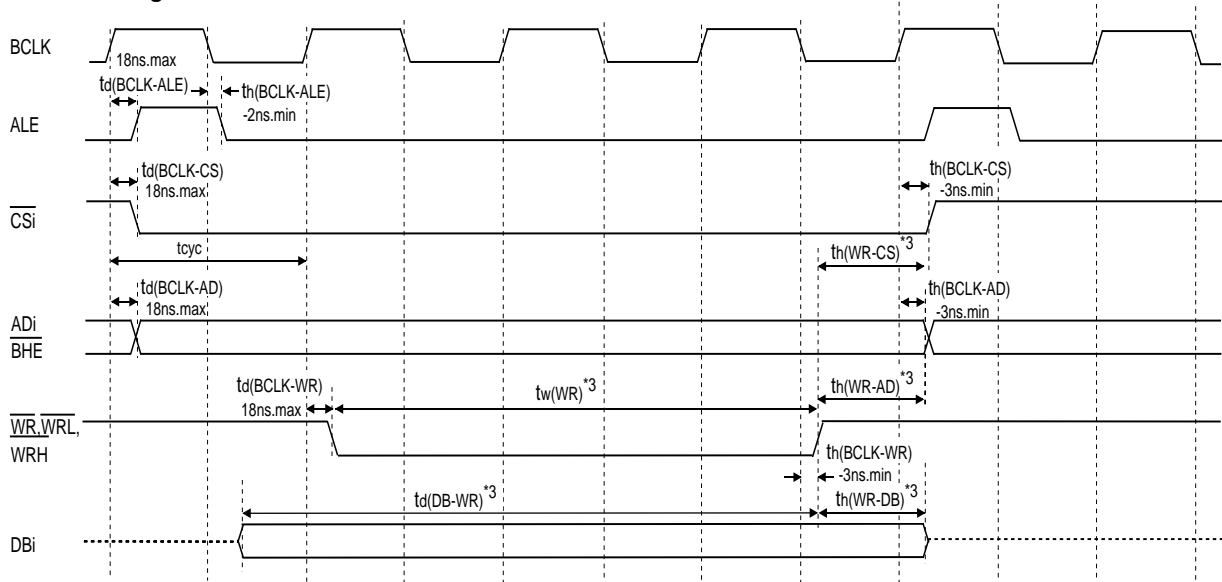 BCLK
18ns.max
td(BCLK-ALE)
th(BCLK-ALE)
-2ns.min
ALE
td(BCLK-CS)
18ns.max
th(BCLK-CS)
-3ns.min
CSi
tcyc
th(WR-CS)*3
td(BCLK-AD)
18ns.max
th(BCLK-AD)
-3ns.min
ADi
BHE
td(BCLK-WR)
18ns.max
tw(WR)*3
th(WR-AD)*3
WR,WRL,
WRH
th(BCLK-WR)
-3ns.min
td(DB-WR)*3
th(WR-DB)*3
DBi